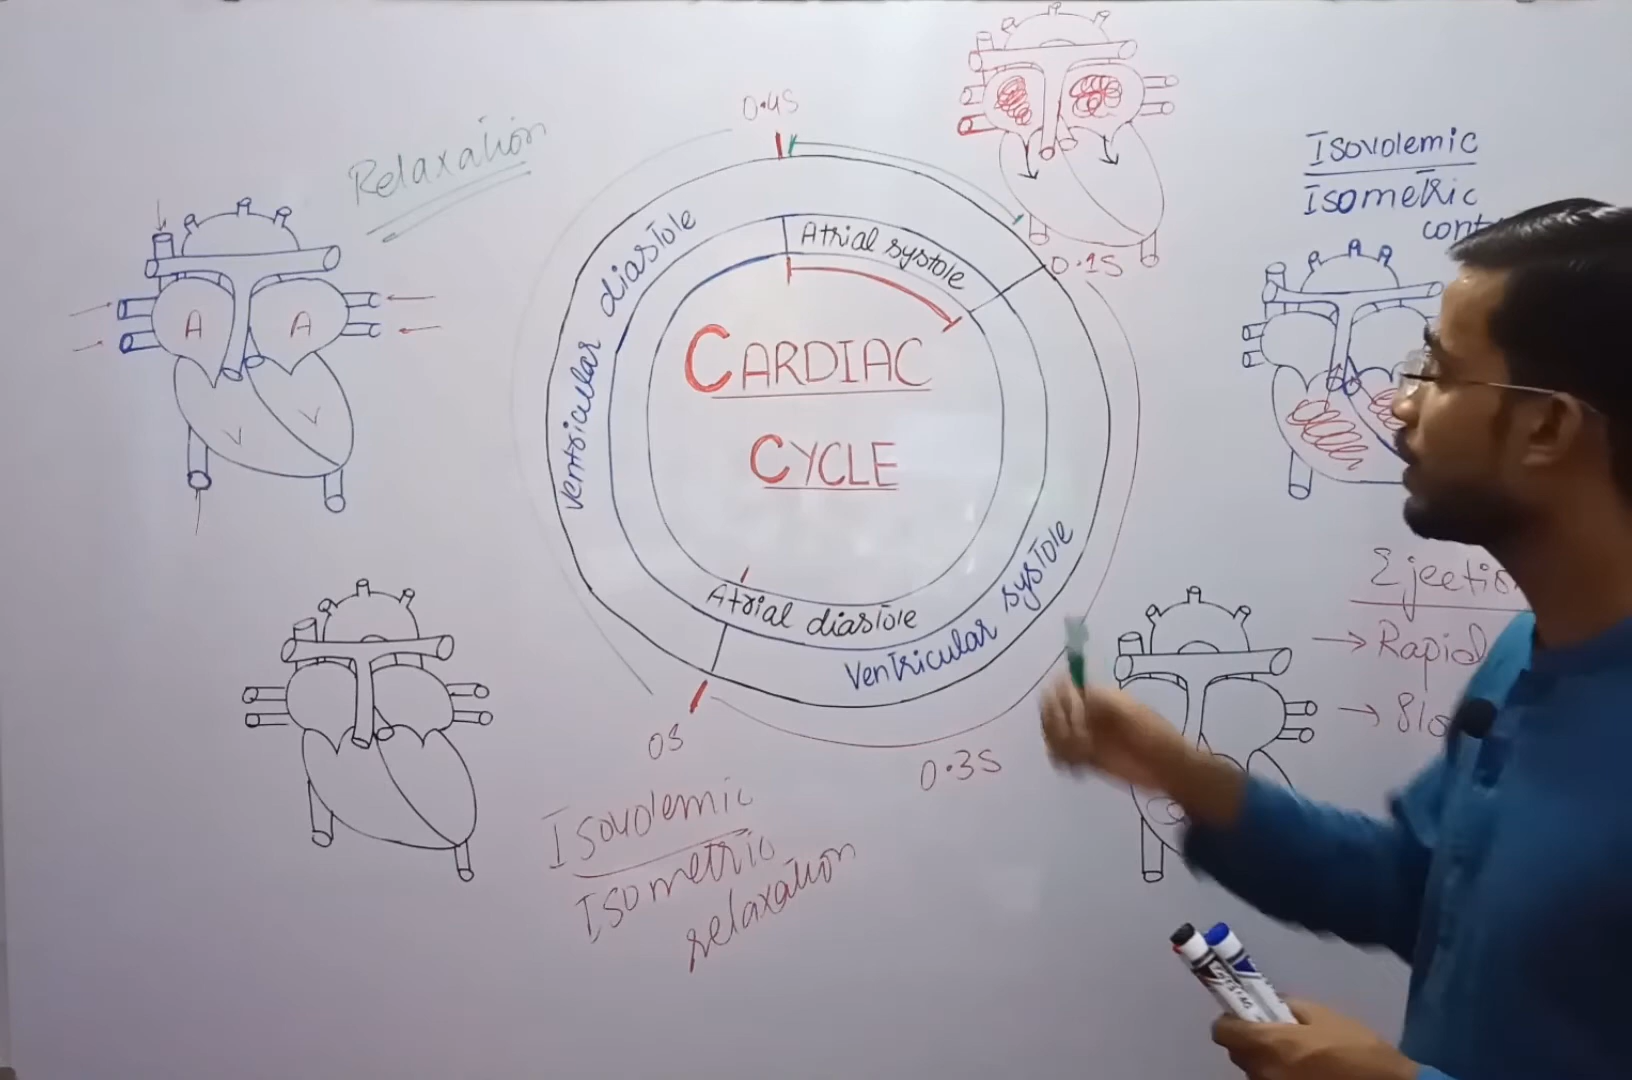 0.4S
Relaxation
Isovolemic
Isometric
Ventricular diastole
Atrial systole
0.1S
A A
V V
CARDIAC
CYCLE
Atrial diastole
Ventricular systole
Rapid
0S
0.3S
Isovolemic
Isometric
relaxation